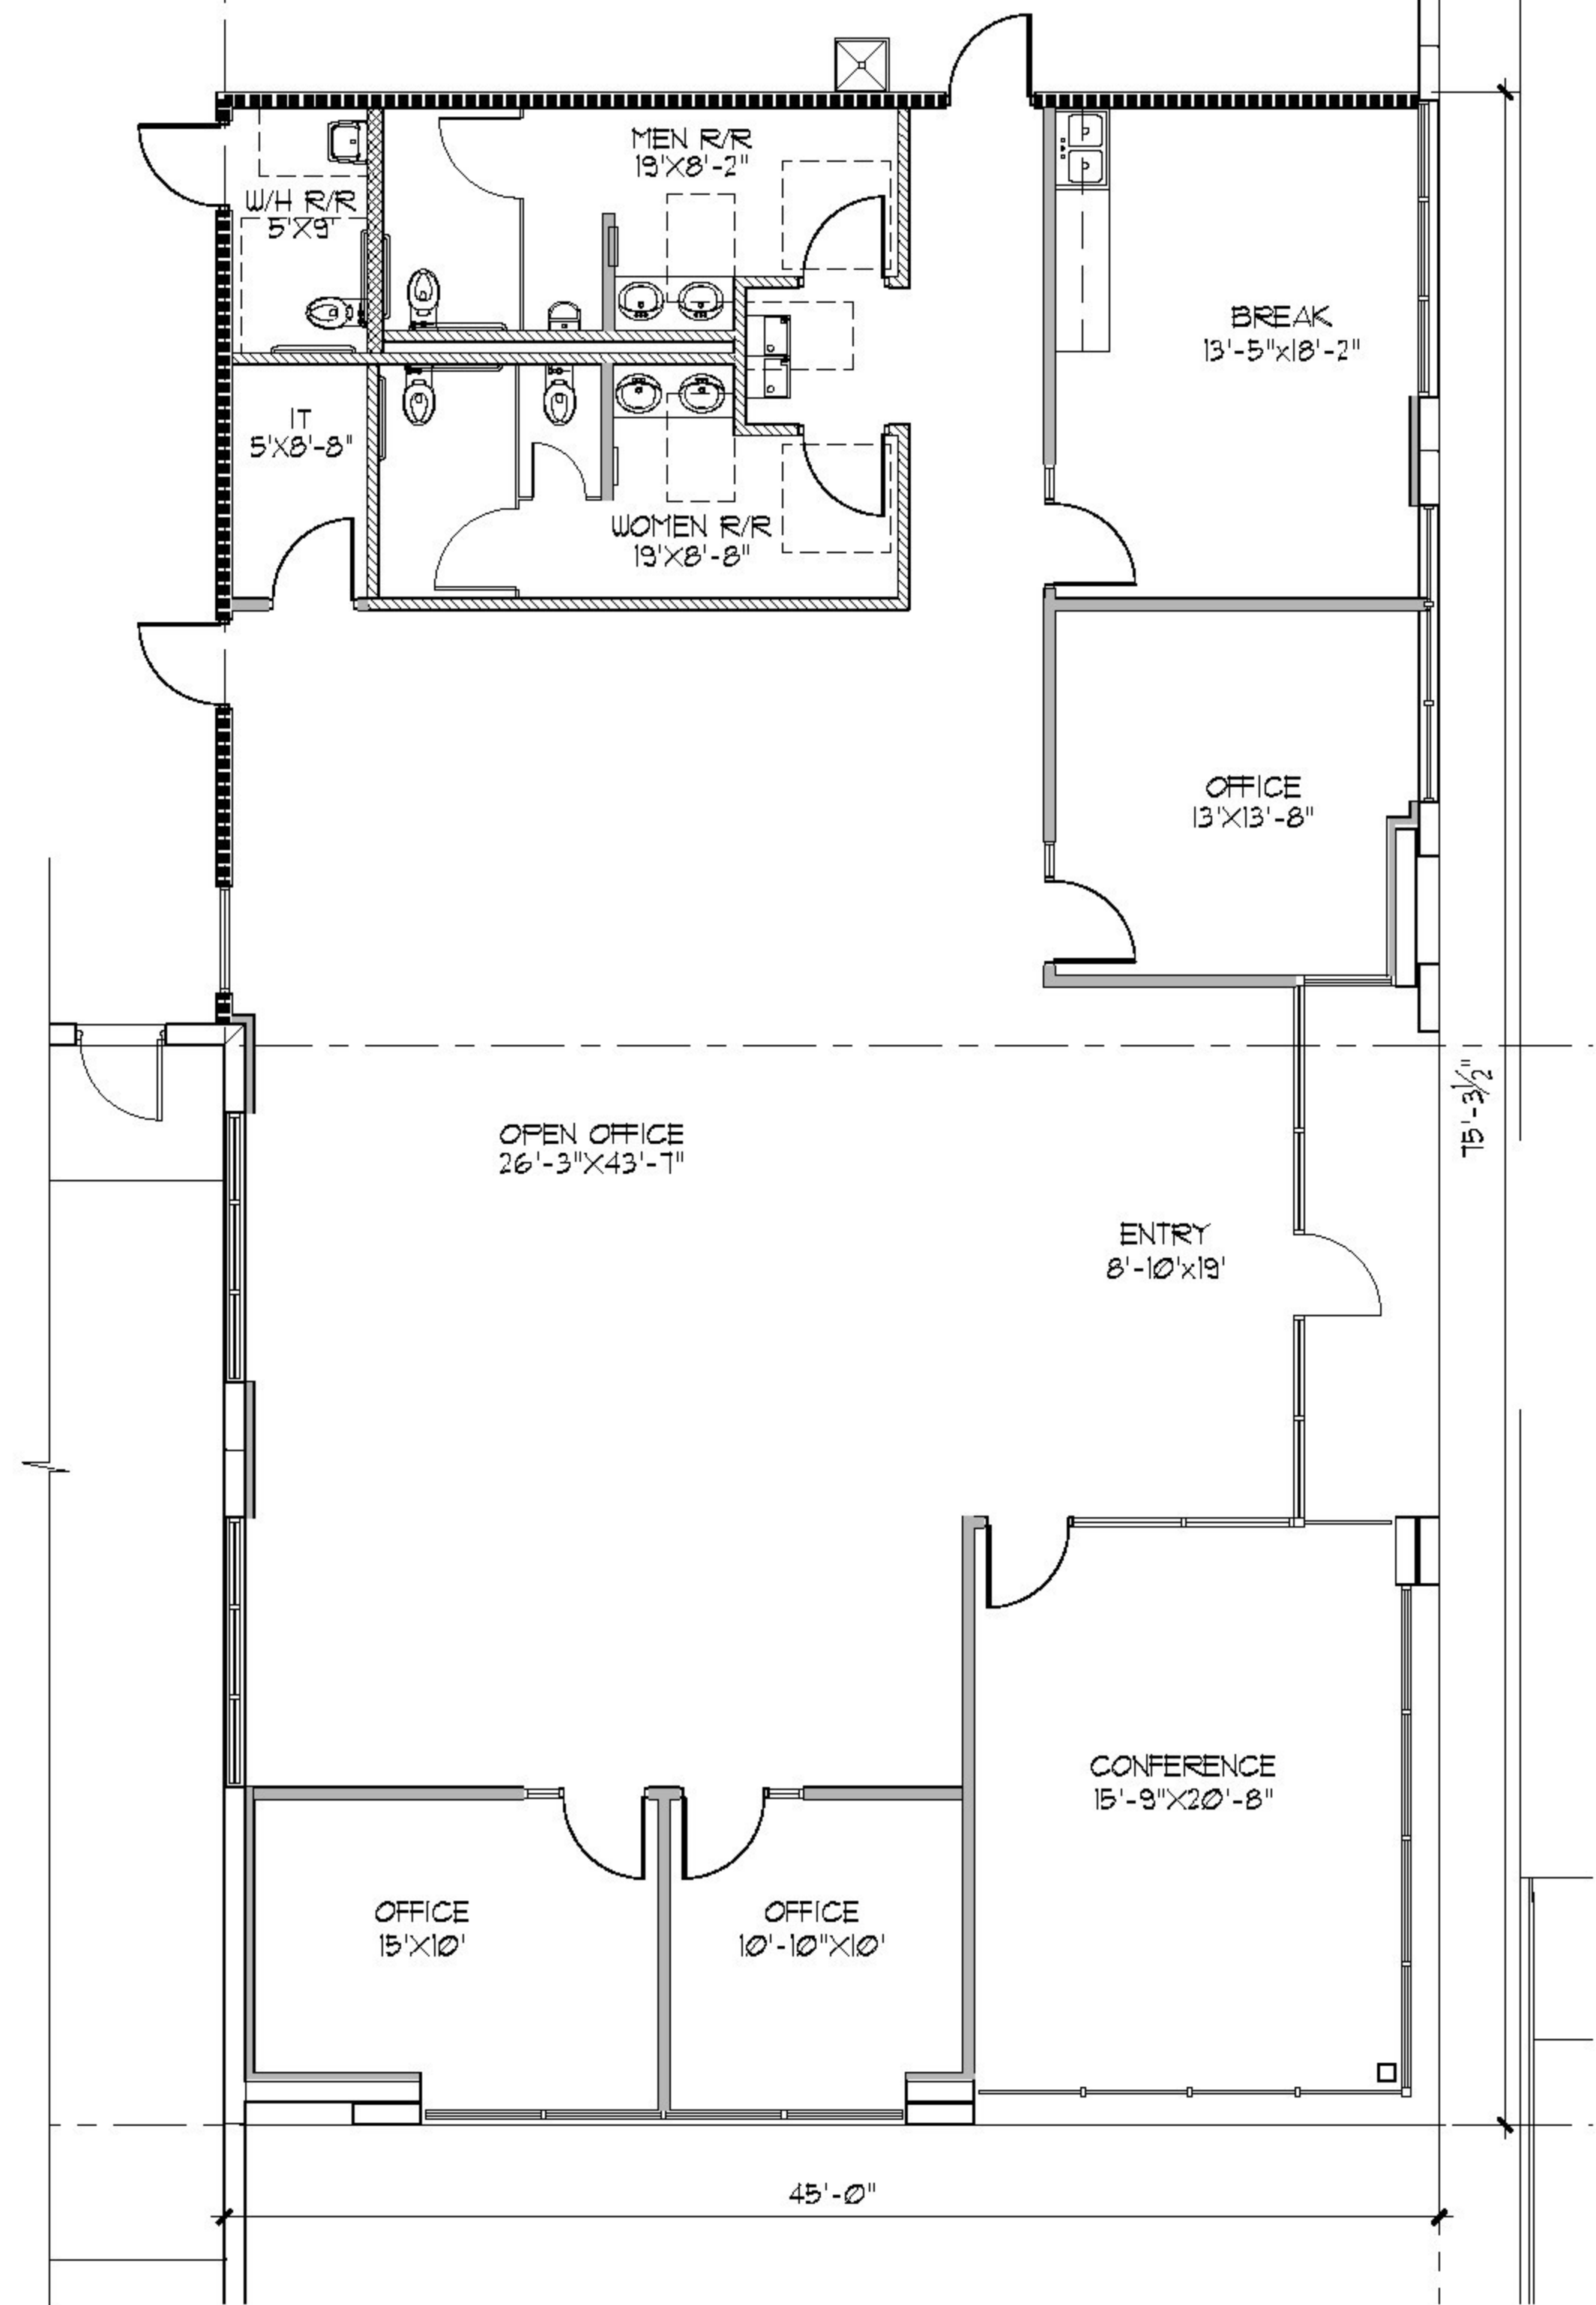 MEN R/R
19'X8'-2"
W/H R/R
5'X9'
BREAK
13'-5"x18'-2"
IT
5'X8'-8"
WOMEN R/R
19'X8'-8"
OFFICE
13'X13'-8"
75'-3½"
OPEN OFFICE
26'-3"X43'-7"
ENTRY
8'-10'x19'
CONFERENCE
15'-9"X20'-8"
OFFICE
15'X10'
OFFICE
10'-10"X10'
45'-0"